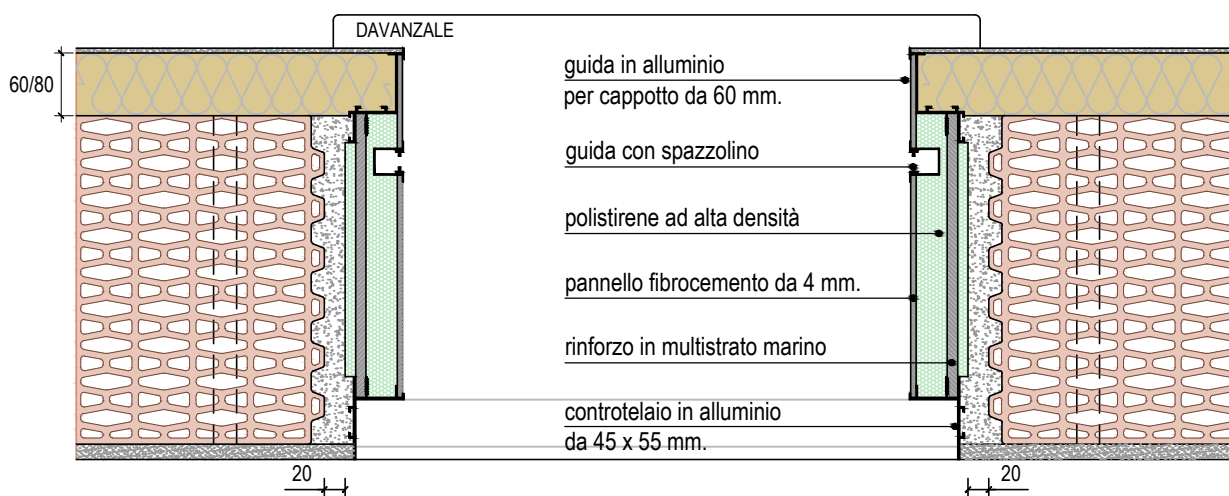 DAVANZALE
60/80
guida in alluminio
per cappotto da 60 mm.
guida con spazzolino
polistirene ad alta densità
pannello fibrocemento da 4 mm.
rinforzo in multistrato marino
controtelaio in alluminio
da 45 x 55 mm.
20
20